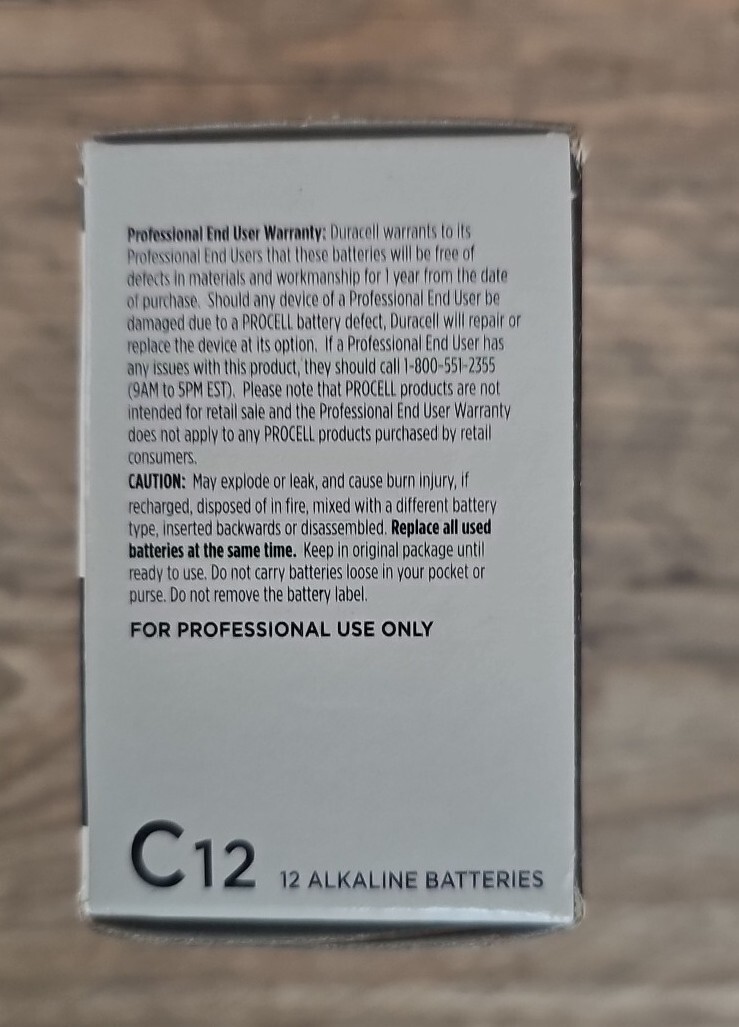 Professional End User Warranty: Duracell warrants to its
Professional End Users that these batteries will be free of
defects in materials and workmanship for 1 year from the date
of purchase. Should any device of a Professional End User be
damaged due to a PROCELL battery defect, Duracell will repair or
replace the device at its option. If a Professional End User has
any issues with this product, they should call 1-800-551-2355
(9AM to 5PM EST). Please note that PROCELL products are not
intended for retail sale and the Professional End User Warranty
does not apply to any PROCELL products purchased by retail
consumers.
CAUTION: May explode or leak, and cause burn injury, if
recharged, disposed of in fire, mixed with a different battery
type, inserted backwards or disassembled. Replace all used
batteries at the same time. Keep in original package until
ready to use. Do not carry batteries loose in your pocket or
purse. Do not remove the battery label.
FOR PROFESSIONAL USE ONLY
C12 12 ALKALINE BATTERIES